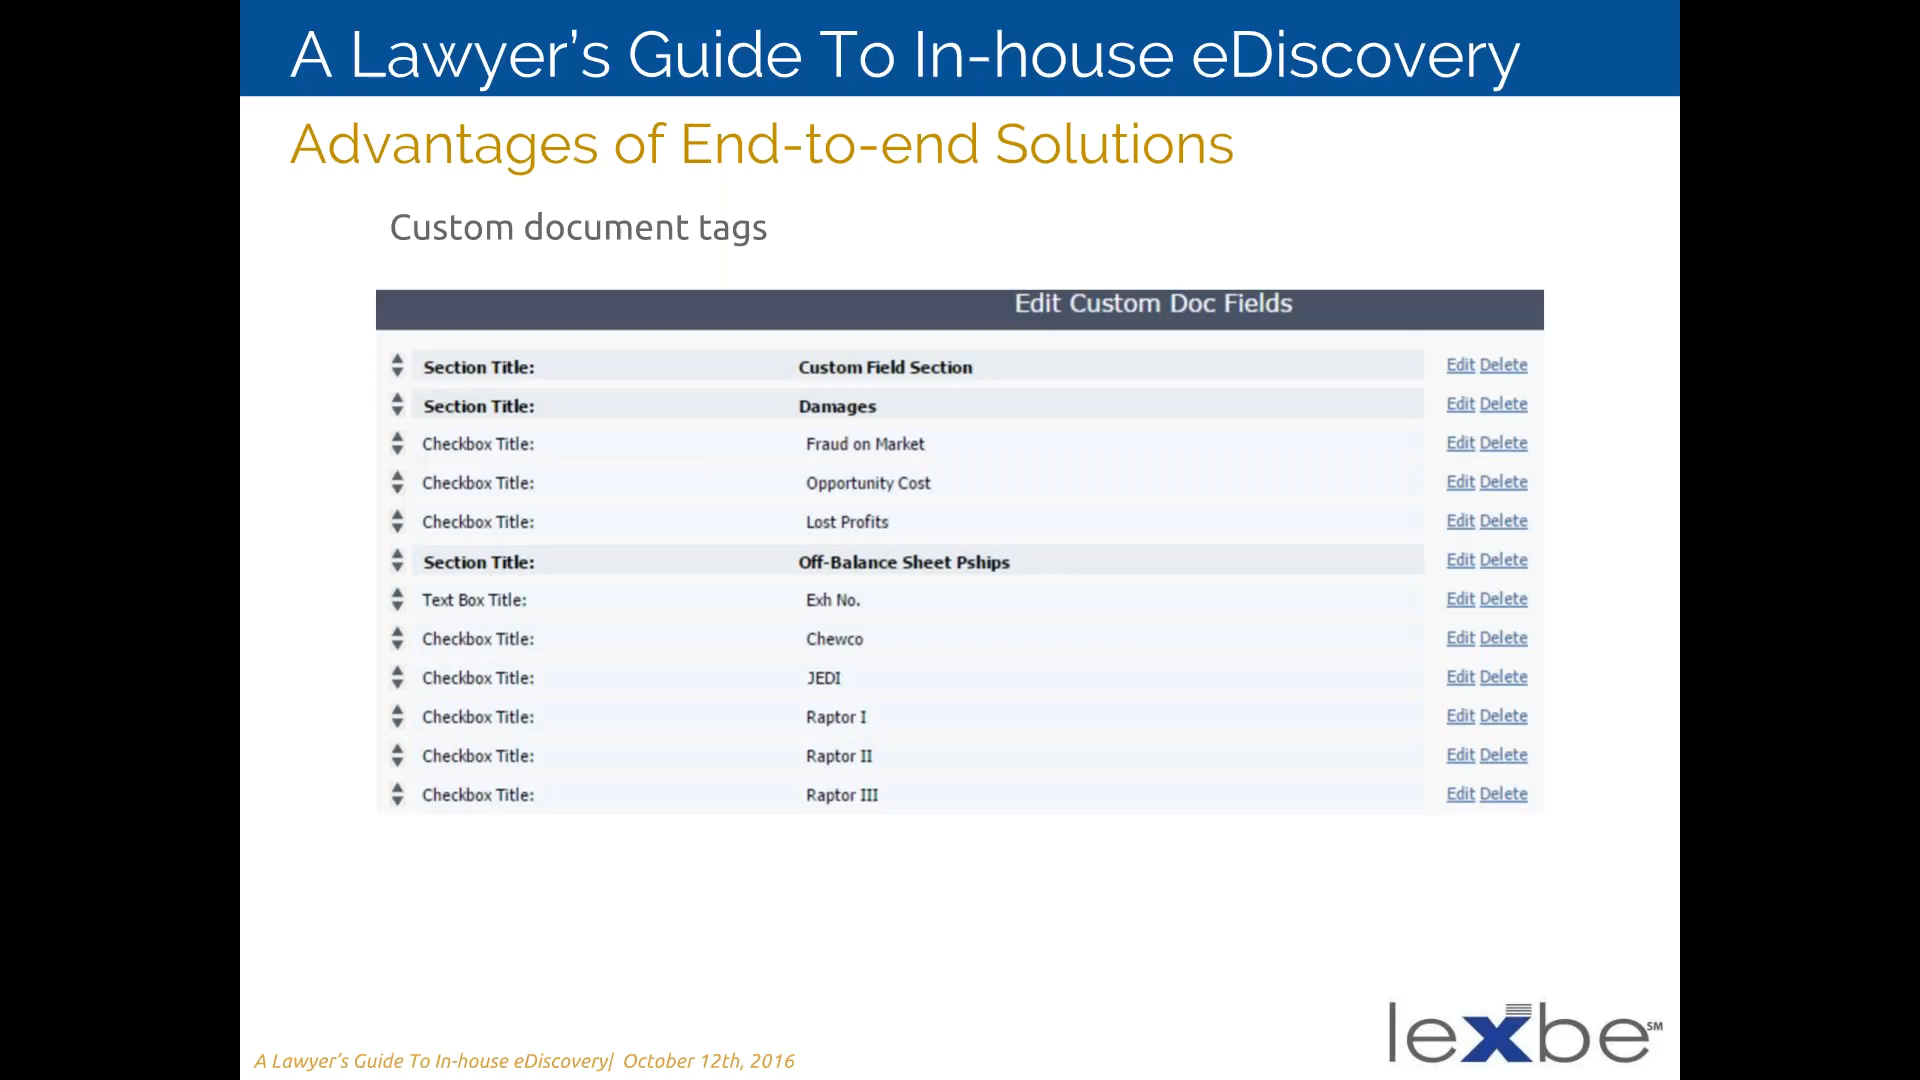 A Lawyer’s Guide To In-house eDiscovery
Advantages of End-to-end Solutions
Custom document tags
Edit Custom Doc Fields
Section Title: Custom Field Section Edit Delete
Section Title: Damages Edit Delete
Checkbox Title: Fraud on Market Edit Delete
Checkbox Title: Opportunity Cost Edit Delete
Checkbox Title: Lost Profits Edit Delete
Section Title: Off-Balance Sheet Pships Edit Delete
Text Box Title: Exh No. Edit Delete
Checkbox Title: Chewco Edit Delete
Checkbox Title: JEDI Edit Delete
Checkbox Title: Raptor I Edit Delete
Checkbox Title: Raptor II Edit Delete
Checkbox Title: Raptor III Edit Delete
lexbe SM
A Lawyer’s Guide To In-house eDiscovery| October 12th, 2016